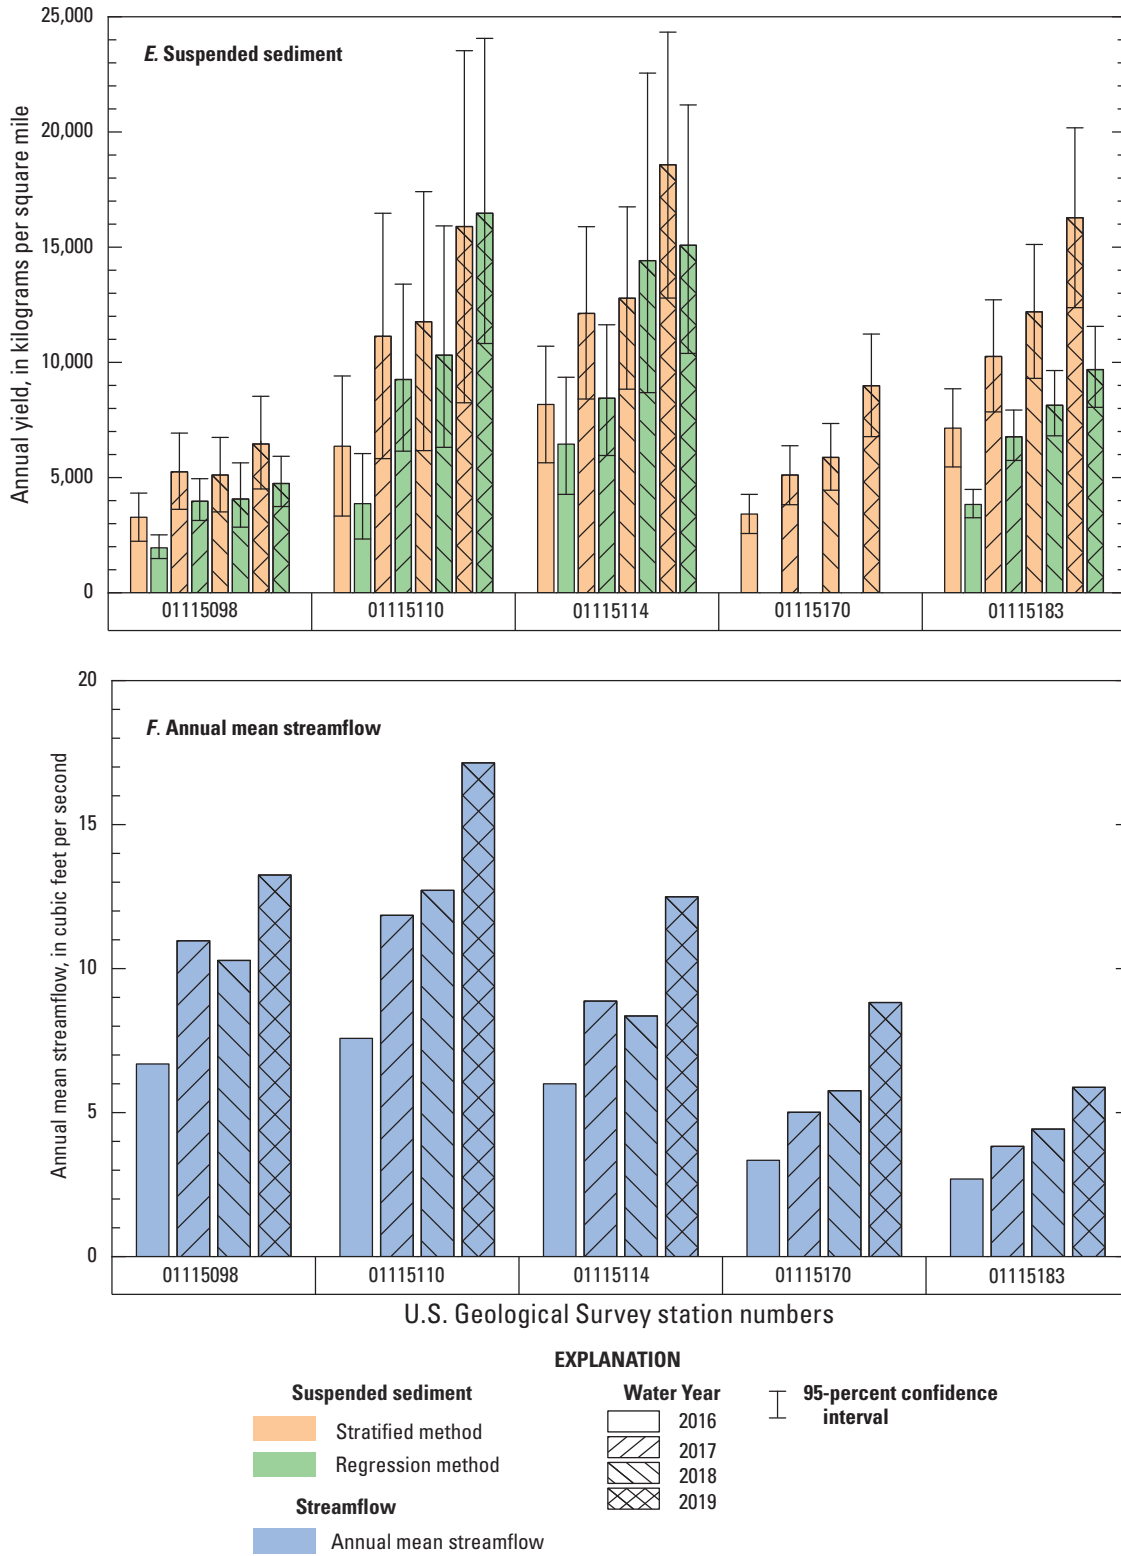 25,000
E. Suspended sediment
20,000
15,000
10,000
5,000
0
Annual yield, in kilograms per square mile
01115098 01115110 01115114 01115170 01115183
20
F. Annual mean streamflow
15
10
5
0
Annual mean streamflow, in cubic feet per second
01115098 01115110 01115114 01115170 01115183
U.S. Geological Survey station numbers
EXPLANATION
Suspended sediment
Stratified method
Regression method
Streamflow
Annual mean streamflow
Water Year
2016
2017
2018
2019
95-percent confidence
interval